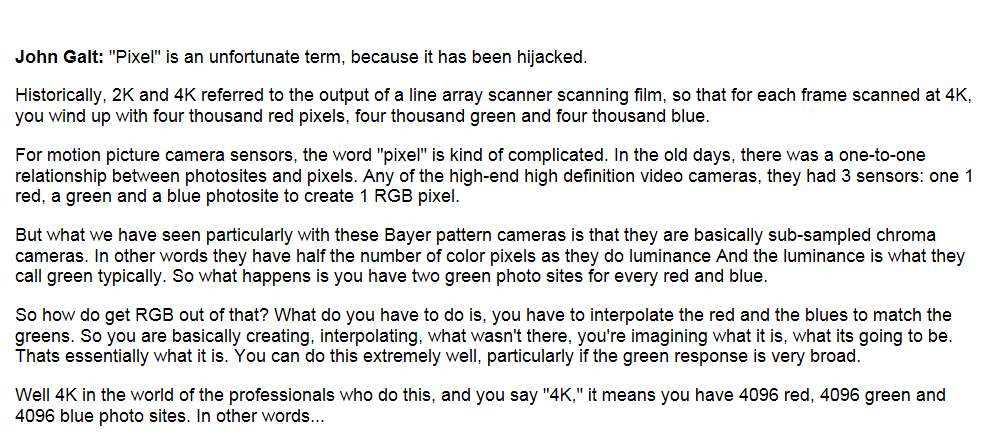 John Galt: "Pixel" is an unfortunate term, because it has been hijacked.
Historically, 2K and 4K referred to the output of a line array scanner scanning film, so that for each frame scanned at 4K,
you wind up with four thousand red pixels, four thousand green and four thousand blue.
For motion picture camera sensors, the word "pixel" is kind of complicated. In the old days, there was a one-to-one
relationship between photosites and pixels. Any of the high-end high definition video cameras, they had 3 sensors: one 1
red, a green and a blue photosite to create 1 RGB pixel.
But what we have seen particularly with these Bayer pattern cameras is that they are basically sub-sampled chroma
cameras. In other words they have half the number of color pixels as they do luminance And the luminance is what they
call green typically. So what happens is you have two green photo sites for every red and blue.
So how do get RGB out of that? What do you have to do is, you have to interpolate the red and the blues to match the
greens. So you are basically creating, interpolating, what wasn't there, you're imagining what it is, what its going to be.
Thats essentially what it is. You can do this extremely well, particularly if the green response is very broad.
Well 4K in the world of the professionals who do this, and you say "4K," it means you have 4096 red, 4096 green and
4096 blue photo sites. In other words...